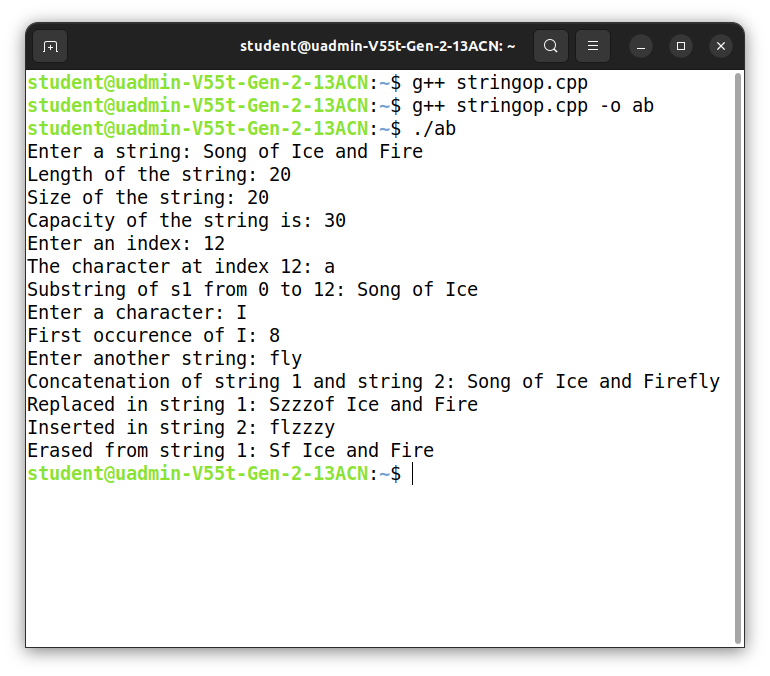 student@uadmin-V55t-Gen-2-13ACN: ~
student@uadmin-V55t-Gen-2-13ACN:~$ g++ stringop.cpp
student@uadmin-V55t-Gen-2-13ACN:~$ g++ stringop.cpp -o ab
student@uadmin-V55t-Gen-2-13ACN:~$ ./ab
Enter a string: Song of Ice and Fire
Length of the string: 20
Size of the string: 20
Capacity of the string is: 30
Enter an index: 12
The character at index 12: a
Substring of s1 from 0 to 12: Song of Ice
Enter a character: I
First occurence of I: 8
Enter another string: fly
Concatenation of string 1 and string 2: Song of Ice and Firefly
Replaced in string 1: Szzzof Ice and Fire
Inserted in string 2: flzzzy
Erased from string 1: Sf Ice and Fire
student@uadmin-V55t-Gen-2-13ACN:~$